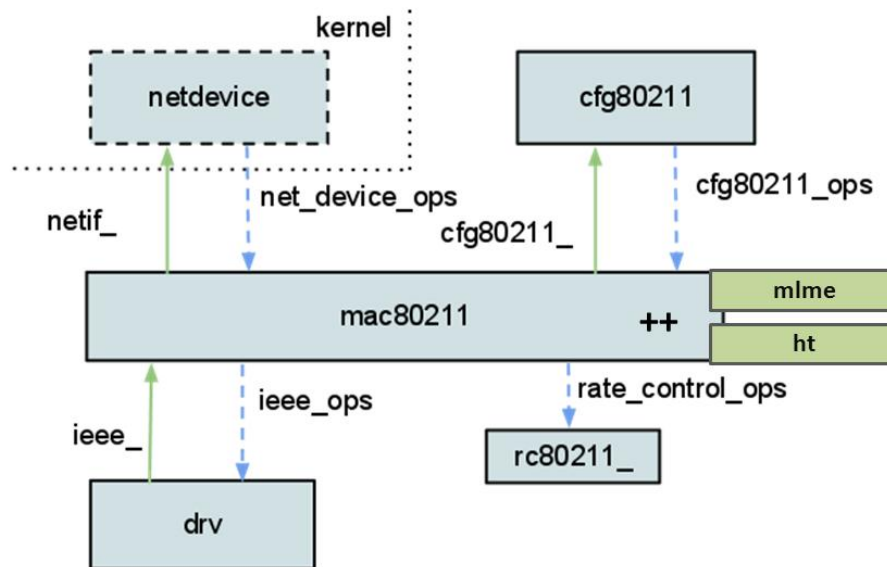 kernel
netdevice
cfg80211
net_device_ops
cfg80211_ops
netif_
cfg80211_
mac80211
++
mlme
ht
ieee_ops
rate_control_ops
ieee_
rc80211_
drv